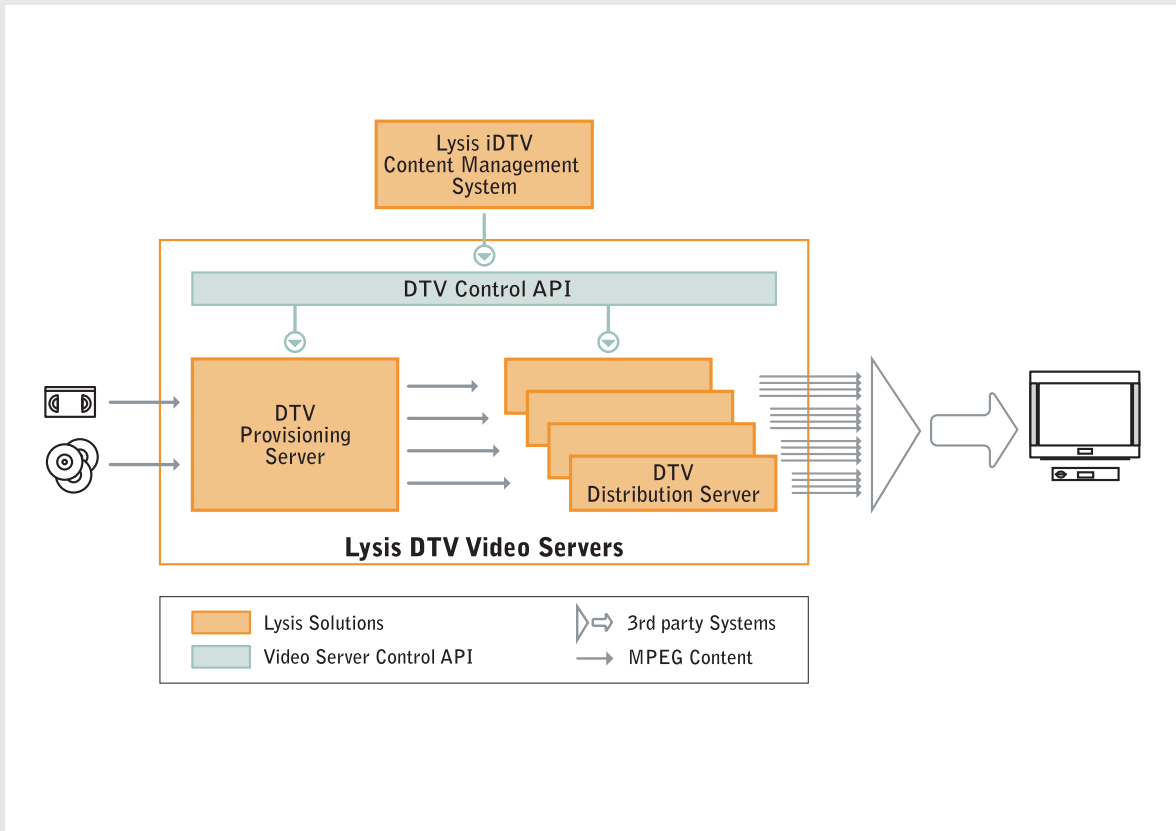 Lysis iDTV
Content Management
System
DTV Control API
DTV
Provisioning
Server
DTV
Distribution Server
Lysis DTV Video Servers
Lysis Solutions
3rd party Systems
Video Server Control API
MPEG Content